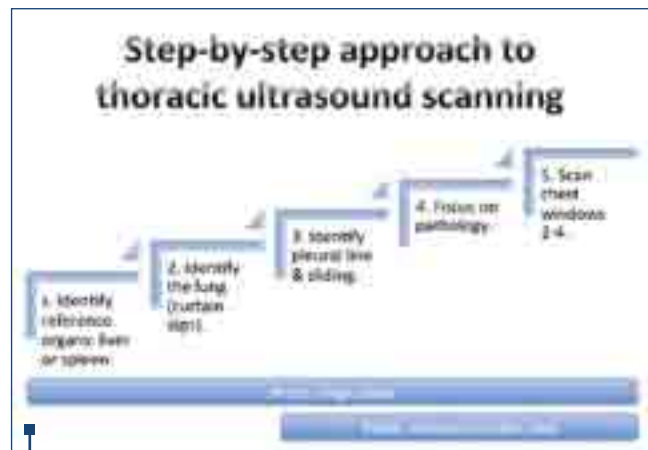 Step-by-step approach to
thoracic ultrasound scanning
1. Identify
reference
organs: liver
or spleen.
2. Identify
the lung
(curtain
sign).
3. Identify
pleural line
& sliding.
4. Focus on
pathology.
5. Scan
chest
windows
2-4.